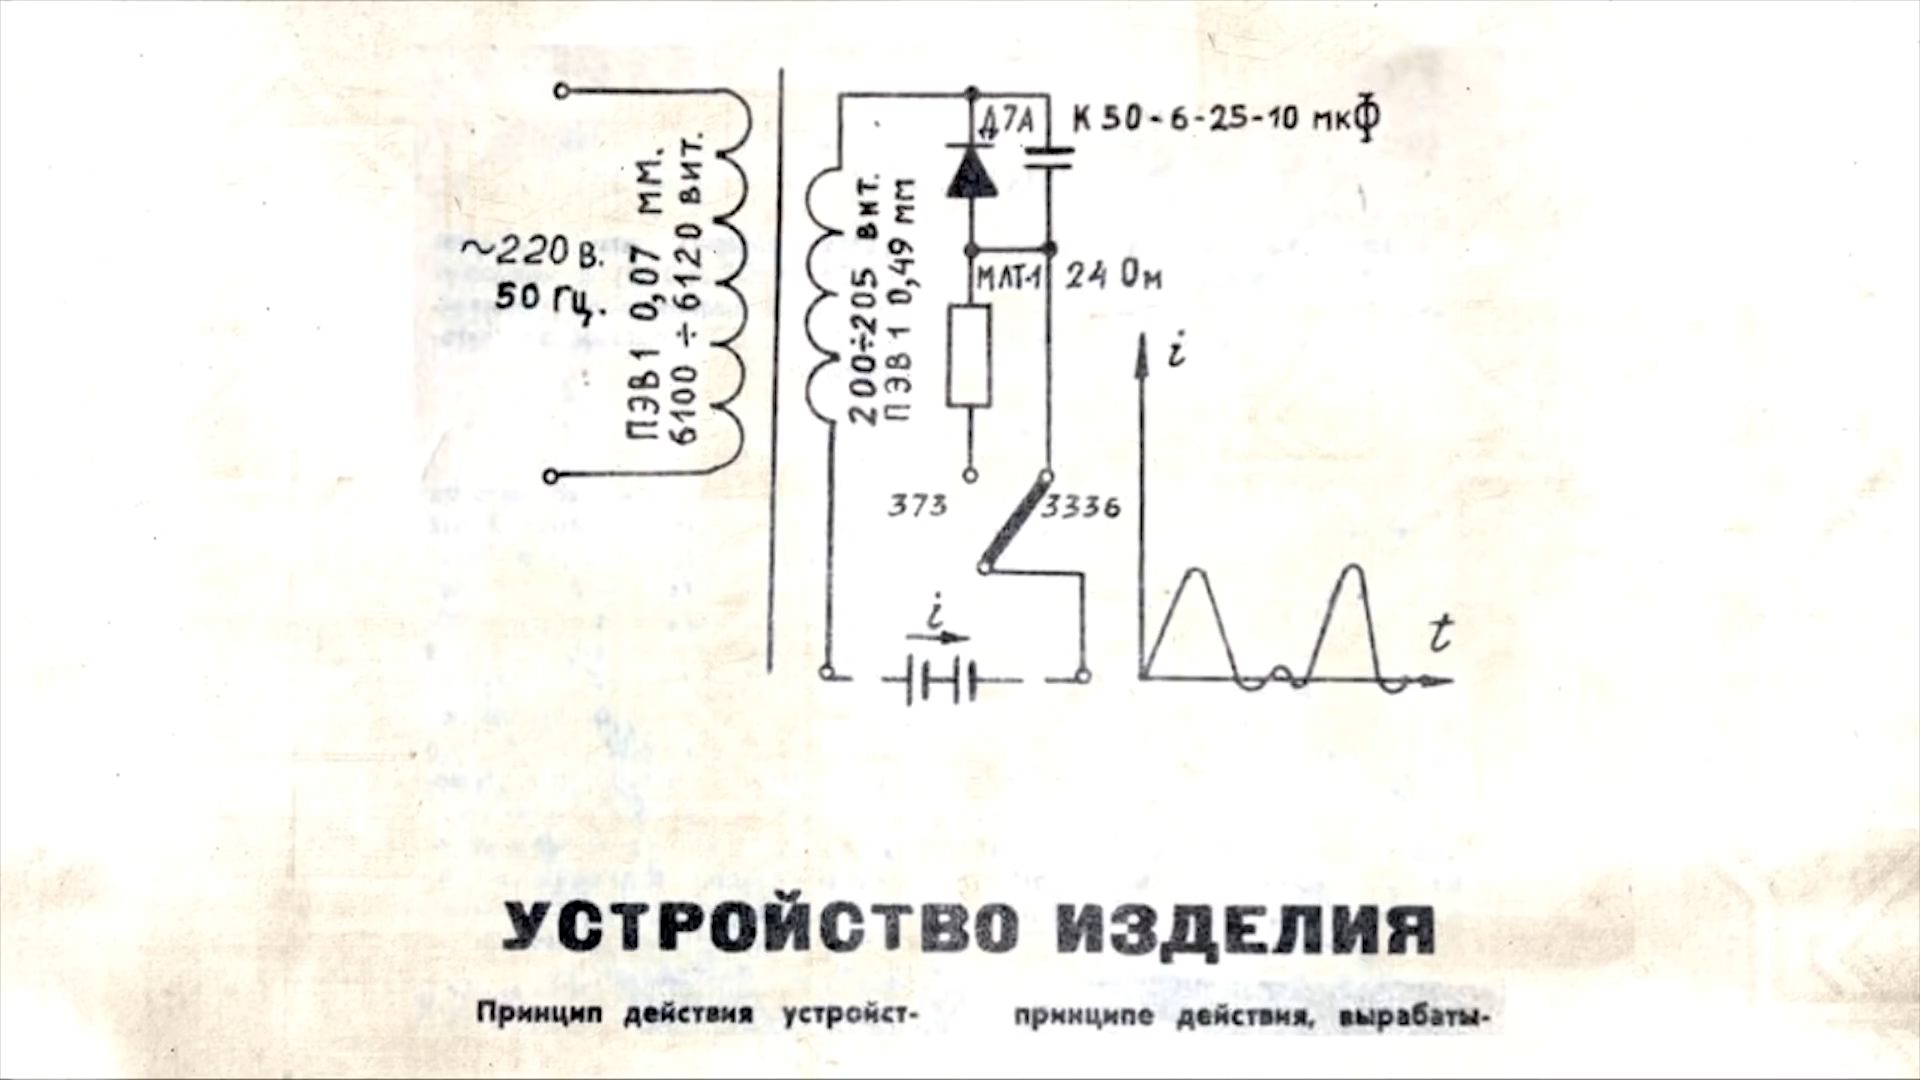 ~220 в.
50 Гц.
ПЭВ1 0,07 мм.
6100 ÷ 6120 вит.
200÷205 вит.
ПЭВ1 0,49 мм
Д7А
К 50-6-25-10 мкФ
МЛТ-1 24 Ом
373
3336
i
i
t
УСТРОЙСТВО ИЗДЕЛИЯ
Принцип действия устройст-
принципе действия, вырабаты-